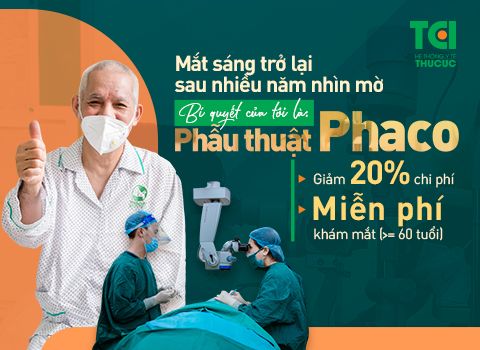 TCI
HỆ THỐNG Y TẾ
THU CÚC
Mắt sáng trở lại
sau nhiều năm nhìn mờ
Bí quyết của tôi là:
Phẫu thuật Phaco
Giảm 20% chi phí
Miễn phí
khám mắt (>= 60 tuổi)